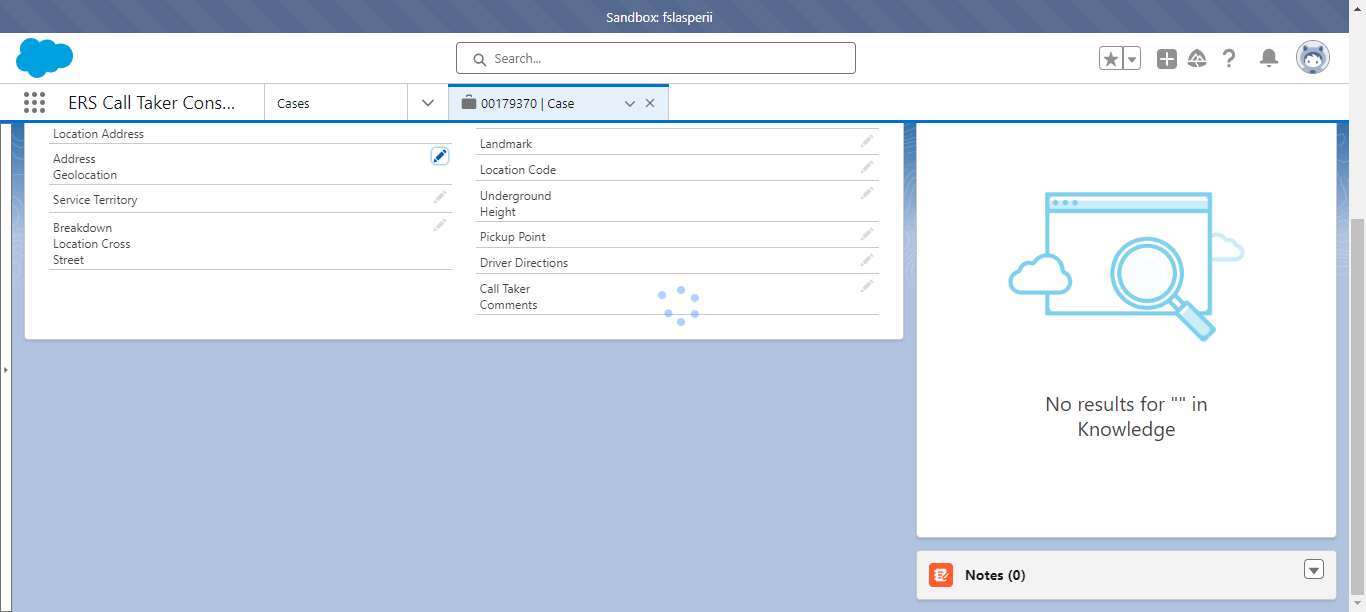 Sandbox: fslasperii
Search...
ERS Call Taker Cons...
Cases
00179370 | Case
Location Address
Address
Geolocation
Service Territory
Breakdown
Location Cross
Street
Landmark
Location Code
Underground
Height
Pickup Point
Driver Directions
Call Taker
Comments
No results for "" in
Knowledge
Notes (0)